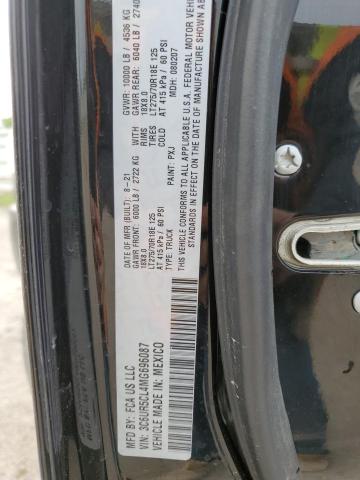 MFD BY: FCA US LLC
DATE OF MFR (BUILT): 8-21 GVWR: 10000 LB / 4536 KG
GAWR FRONT: 6000 LB / 2722 KG WITH GAWR REAR: 6040 LB / 2740
18X8.0 RIMS 18X8.0
LT275/70R18E 125 TIRES LT275/70R18E 125
AT 415 kPa / 60 PSI COLD AT 415 kPa / 60 PSI
THIS VEHICLE CONFORMS TO ALL APPLICABLE U.S.A. FEDERAL MOTOR VEHI
STANDARDS IN EFFECT ON THE DATE OF MANUFACTURE SHOWN ABOVE.
VIN: 3C6UR5CL4MG696087 TYPE: TRUCK PAINT: PXJ MDH: 080207
VEHICLE MADE IN: MEXICO